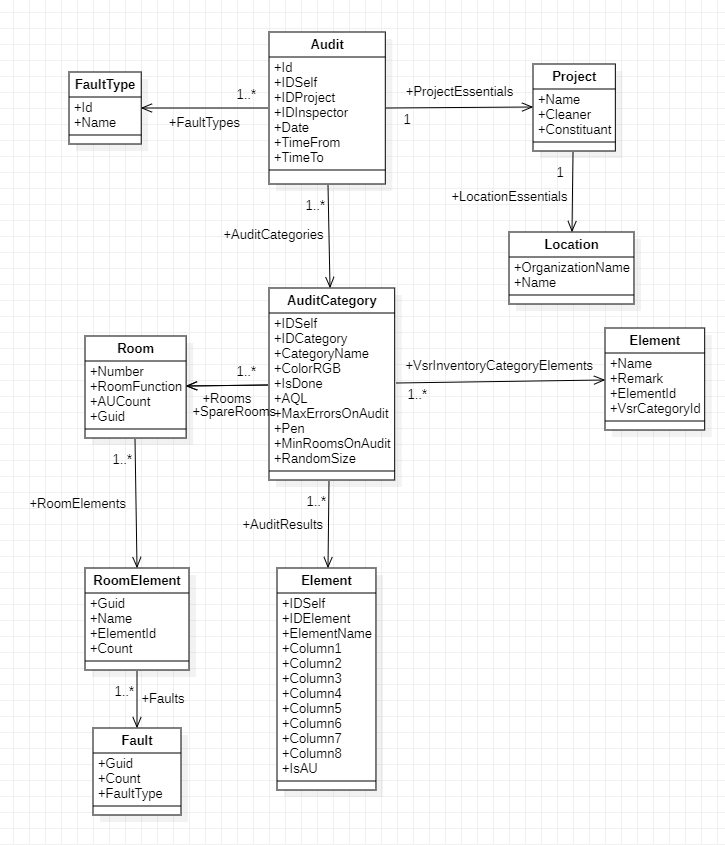 Audit
+Id
+IDSelf
+IDProject
+IDInspector
+Date
+TimeFrom
+TimeTo
FaultType
+Id
+Name
1..*
+FaultTypes
+ProjectEssentials
1
Project
+Name
+Cleaner
+Constituant
1
+LocationEssentials
Location
+OrganizationName
+Name
1..*
+AuditCategories
AuditCategory
+IDSelf
+IDCategory
+CategoryName
+ColorRGB
+IsDone
+AQL
+MaxErrorsOnAudit
+Pen
+MinRoomsOnAudit
+RandomSize
Room
+Number
+RoomFunction
+AUCount
+Guid
1..*
+Rooms
+SpareRooms
+VsrInventoryCategoryElements
1..*
Element
+Name
+Remark
+ElementId
+VsrCategoryId
1..*
+RoomElements
1..*
+AuditResults
RoomElement
+Guid
+Name
+ElementId
+Count
Element
+IDSelf
+IDElement
+ElementName
+Column1
+Column2
+Column3
+Column4
+Column5
+Column6
+Column7
+Column8
+IsAU
1..*
+Faults
Fault
+Guid
+Count
+FaultType